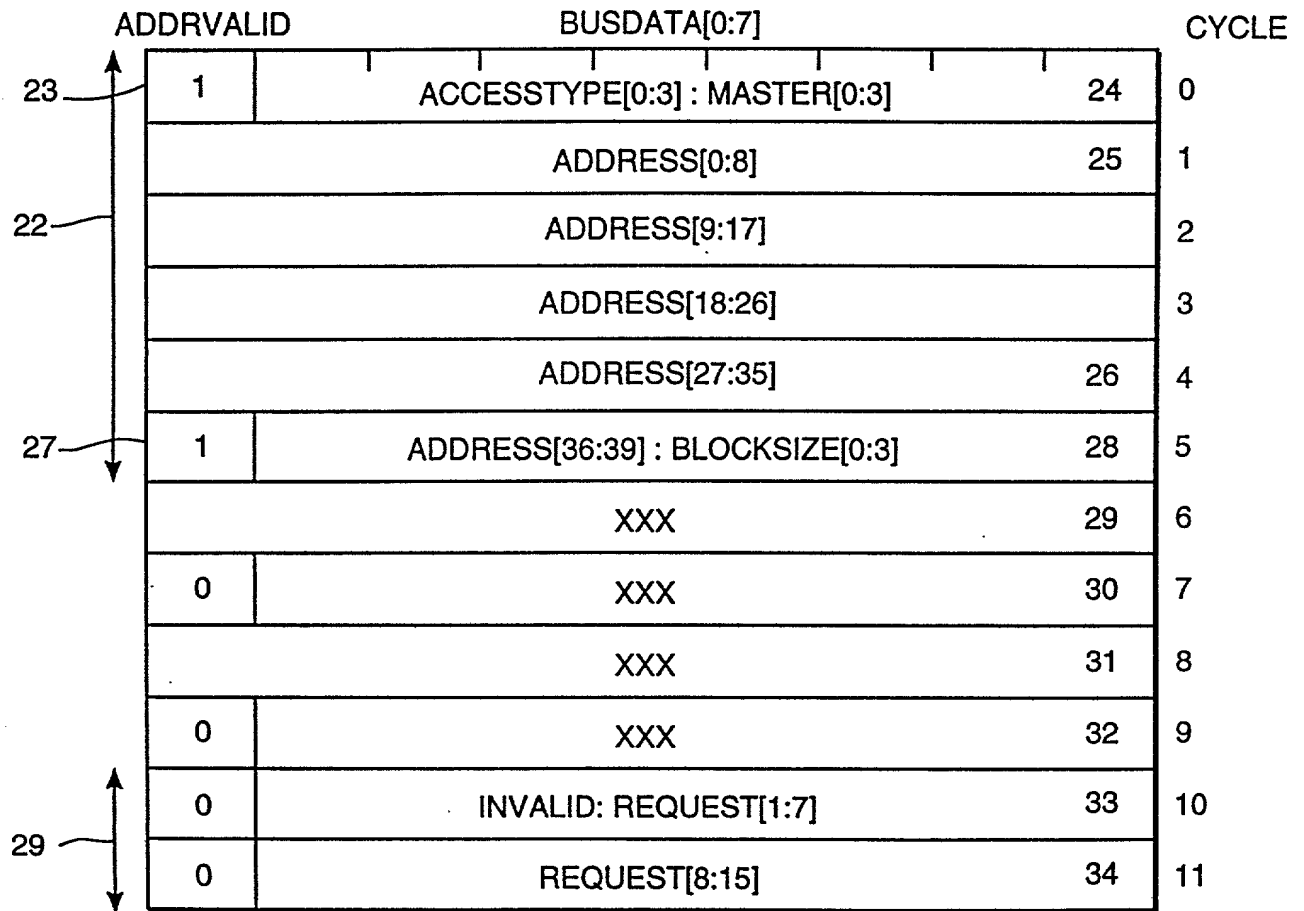 ADDRVALID BUSDATA[0:7] CYCLE
23 1 ACCESSTYPE[0:3] : MASTER[0:3] 24 0
ADDRESS[0:8] 25 1
22 ADDRESS[9:17] 2
ADDRESS[18:26] 3
ADDRESS[27:35] 26 4
27 1 ADDRESS[36:39] : BLOCKSIZE[0:3] 28 5
XXX 29 6
0 XXX 30 7
XXX 31 8
0 XXX 32 9
0 INVALID: REQUEST[1:7] 33 10
29
0 REQUEST[8:15] 34 11